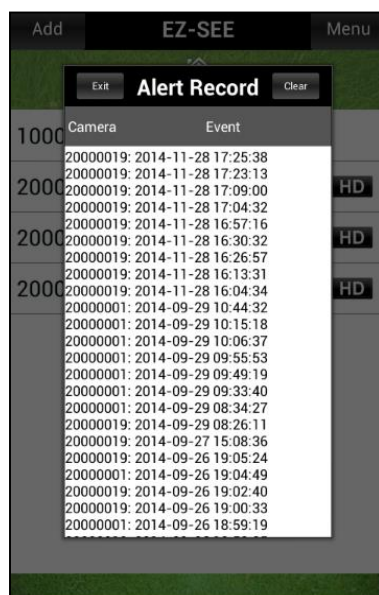 Add EZ-SEE Menu
Exit Alert Record Clear
Camera Event
1000
2000 HD
2000 HD
2000 HD
20000019: 2014-11-28 17:25:38
20000019: 2014-11-28 17:23:13
20000019: 2014-11-28 17:09:00
20000019: 2014-11-28 17:04:32
20000019: 2014-11-28 16:57:16
20000019: 2014-11-28 16:30:32
20000019: 2014-11-28 16:26:57
20000019: 2014-11-28 16:13:31
20000019: 2014-11-28 16:04:34
20000001: 2014-09-29 10:44:32
20000001: 2014-09-29 10:15:18
20000001: 2014-09-29 10:06:37
20000001: 2014-09-29 09:55:53
20000001: 2014-09-29 09:49:19
20000001: 2014-09-29 09:33:40
20000001: 2014-09-29 08:34:27
20000019: 2014-09-29 08:26:11
20000019: 2014-09-27 15:08:36
20000019: 2014-09-26 19:05:24
20000001: 2014-09-26 19:04:49
20000019: 2014-09-26 19:02:40
20000019: 2014-09-26 19:00:33
20000001: 2014-09-26 18:59:19